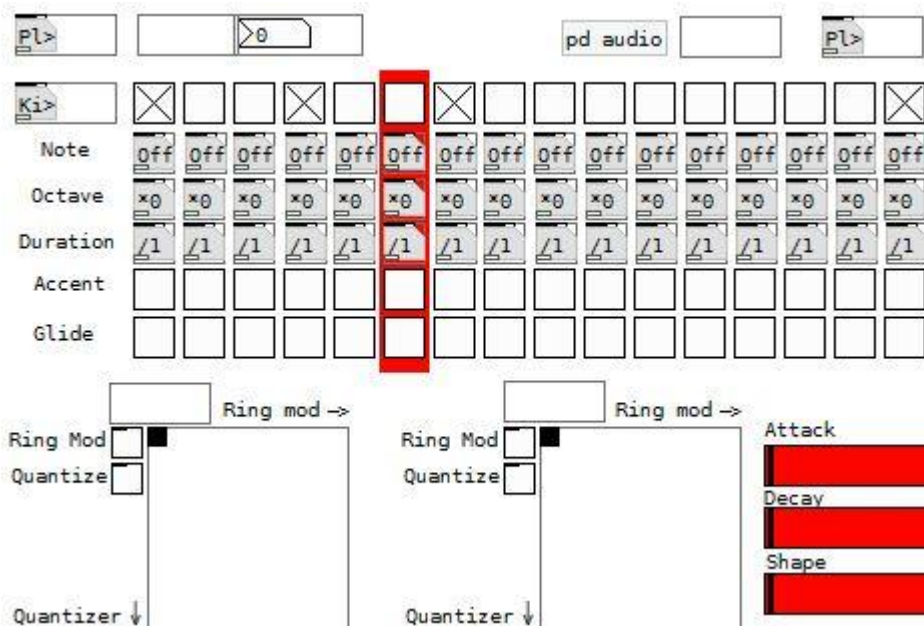 Pl> 0 pd audio Pl>
Ki>
Note Off Off Off Off Off Off Off Off Off Off Off Off Off Off Off Off
Octave *0 *0 *0 *0 *0 *0 *0 *0 *0 *0 *0 *0 *0 *0 *0 *0
Duration /1 /1 /1 /1 /1 /1 /1 /1 /1 /1 /1 /1 /1 /1 /1 /1
Accent
Glide
Ring mod -> Ring mod ->
Ring Mod Ring Mod Attack
Quantize Quantize
Decay
Shape
Quantizer ↓ Quantizer ↓